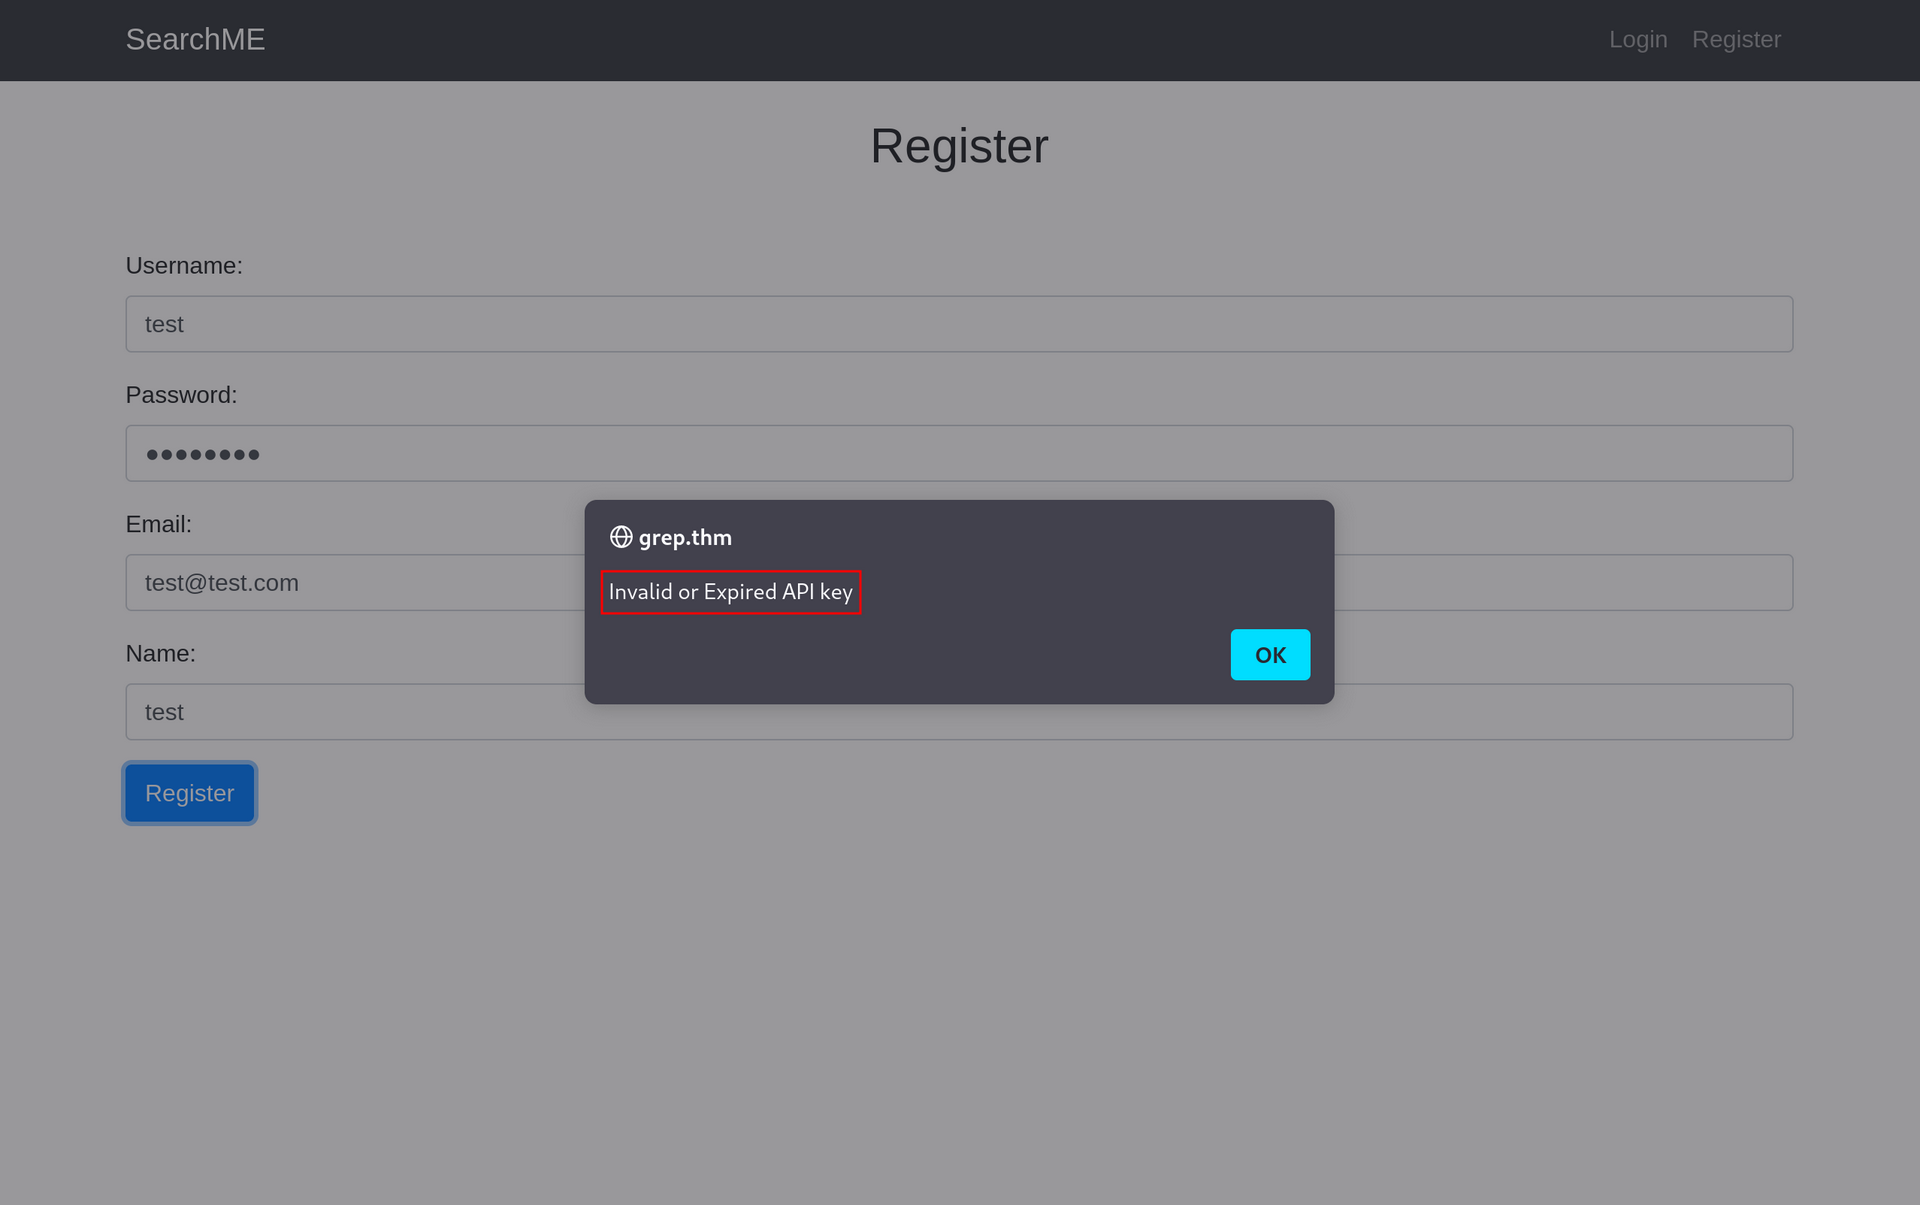 SearchME
Login Register
Register
Username:
test
Password:
••••••••
Email:
test@test.com
Name:
test
Register
grep.thm
Invalid or Expired API key
OK